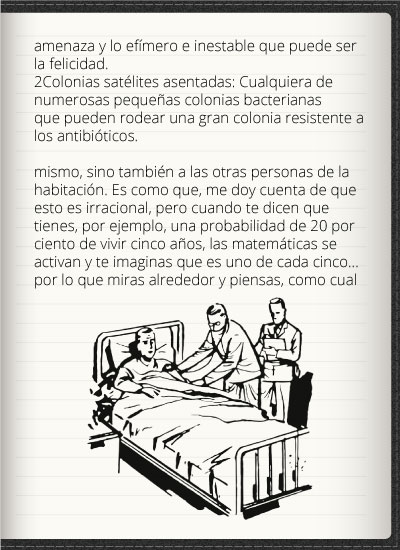 amenaza y lo efímero e inestable que puede ser
la felicidad.
2Colonias satélites asentadas: Cualquiera de
numerosas pequeñas colonias bacterianas
que pueden rodear una gran colonia resistente a
los antibióticos.
mismo, sino también a las otras personas de la
habitación. Es como que, me doy cuenta de que
esto es irracional, pero cuando te dicen que
tienes, por ejemplo, una probabilidad de 20 por
ciento de vivir cinco años, las matemáticas se
activan y te imaginas que es uno de cada cinco...
por lo que miras alrededor y piensas, como cual